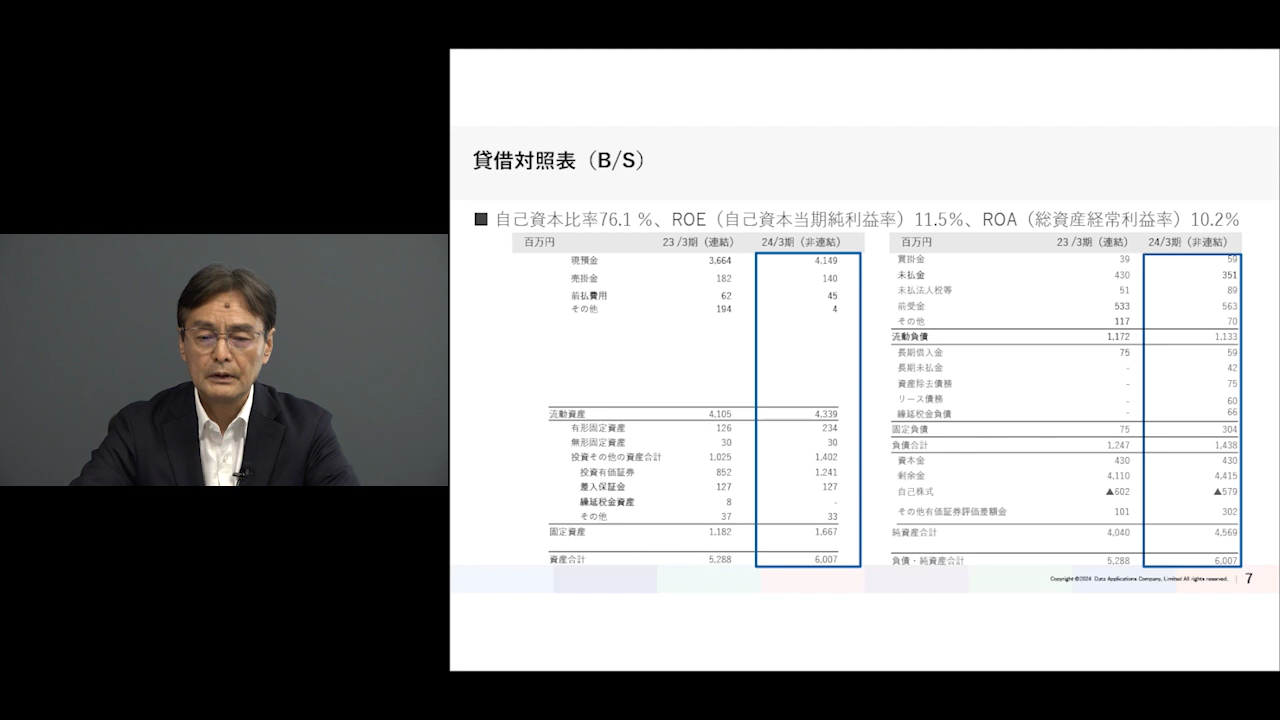 貸借対照表（B/S）
■ 自己資本比率76.1 %、ROE（自己資本当期純利益率）11.5%、ROA（総資産経常利益率）10.2%
百万円 23/3期（連結） 24/3期（非連結）
現預金 3,664 4,149
売掛金 182 140
前払費用 62 45
その他 194 4
流動資産 4,105 4,339
有形固定資産 126 234
無形固定資産 30 30
投資その他の資産合計 1,025 1,402
投資有価証券 852 1,241
差入保証金 127 127
繰延税金資産 8 -
その他 37 33
固定資産 1,182 1,667
資産合計 5,288 6,007
百万円 23/3期（連結） 24/3期（非連結）
買掛金 39 59
未払金 430 351
未払法人税等 51 89
前受金 533 563
その他 117 70
流動負債 1,172 1,133
長期借入金 75 59
長期未払金 - 42
資産除去債務 - 75
リース債務 - 60
繰延税金負債 - 66
固定負債 75 304
負債合計 1,247 1,438
資本金 430 430
剰余金 4,110 4,415
自己株式 ▲602 ▲579
その他有価証券評価差額金 101 302
純資産合計 4,040 4,569
負債・純資産合計 5,288 6,007
Copyright ©2024 Data Applications Company, Limited All rights reserved. | 7